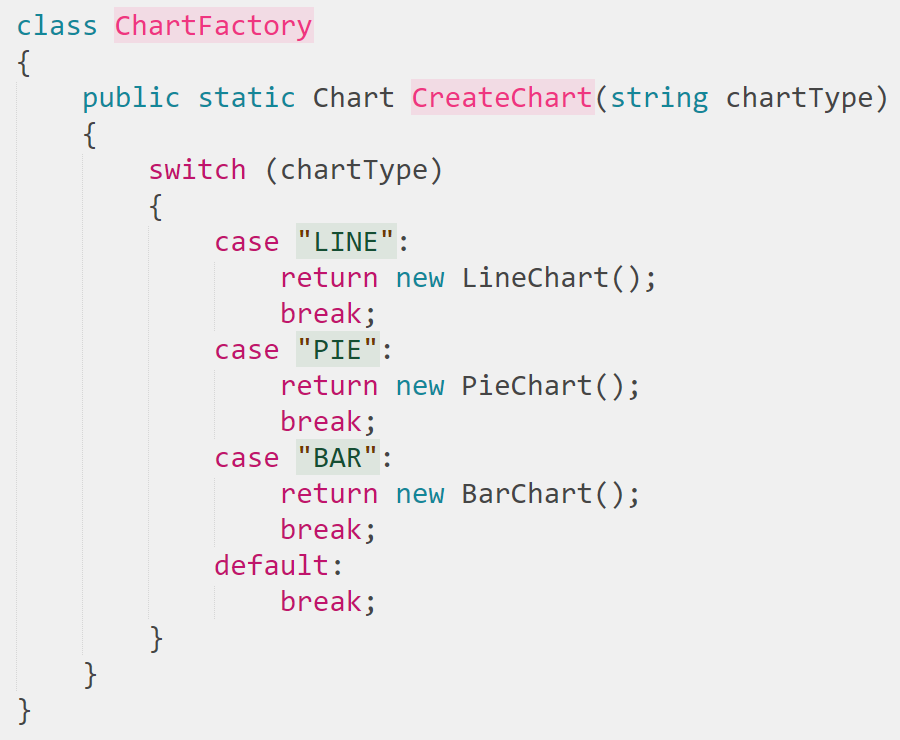 class ChartFactory
{
    public static Chart CreateChart(string chartType)
    {
        switch (chartType)
        {
            case "LINE":
                return new LineChart();
                break;
            case "PIE":
                return new PieChart();
                break;
            case "BAR":
                return new BarChart();
                break;
            default:
                break;
        }
    }
}